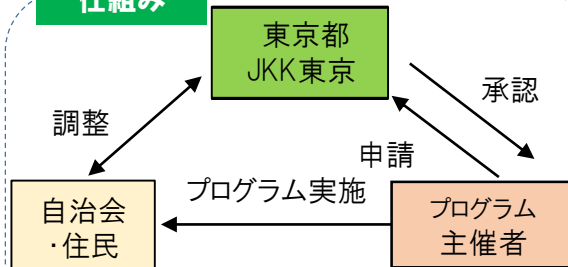 仕組み
東京都
JKK東京
承認
調整
申請
プログラム実施
自治会
・住民
プログラム
主催者